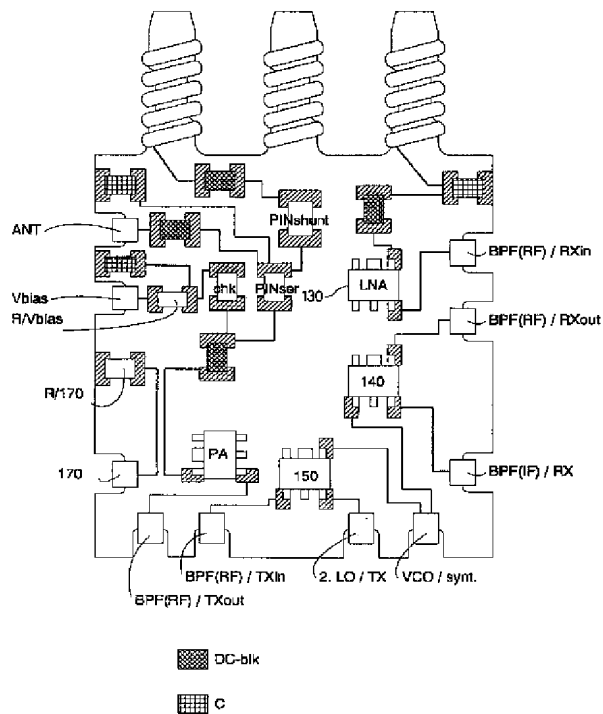 PINshunt
ANT
BPF(RF) / RXin
Vbias
chk
PINser
130
LNA
R/Vbias
BPF(RF) / RXout
R/170
140
170
PA
150
BPF(IF) / RX
BPF(RF) / TXin
2. LO / TX
VCO / synt.
BPF(RF) / TXout
DC-blk
C